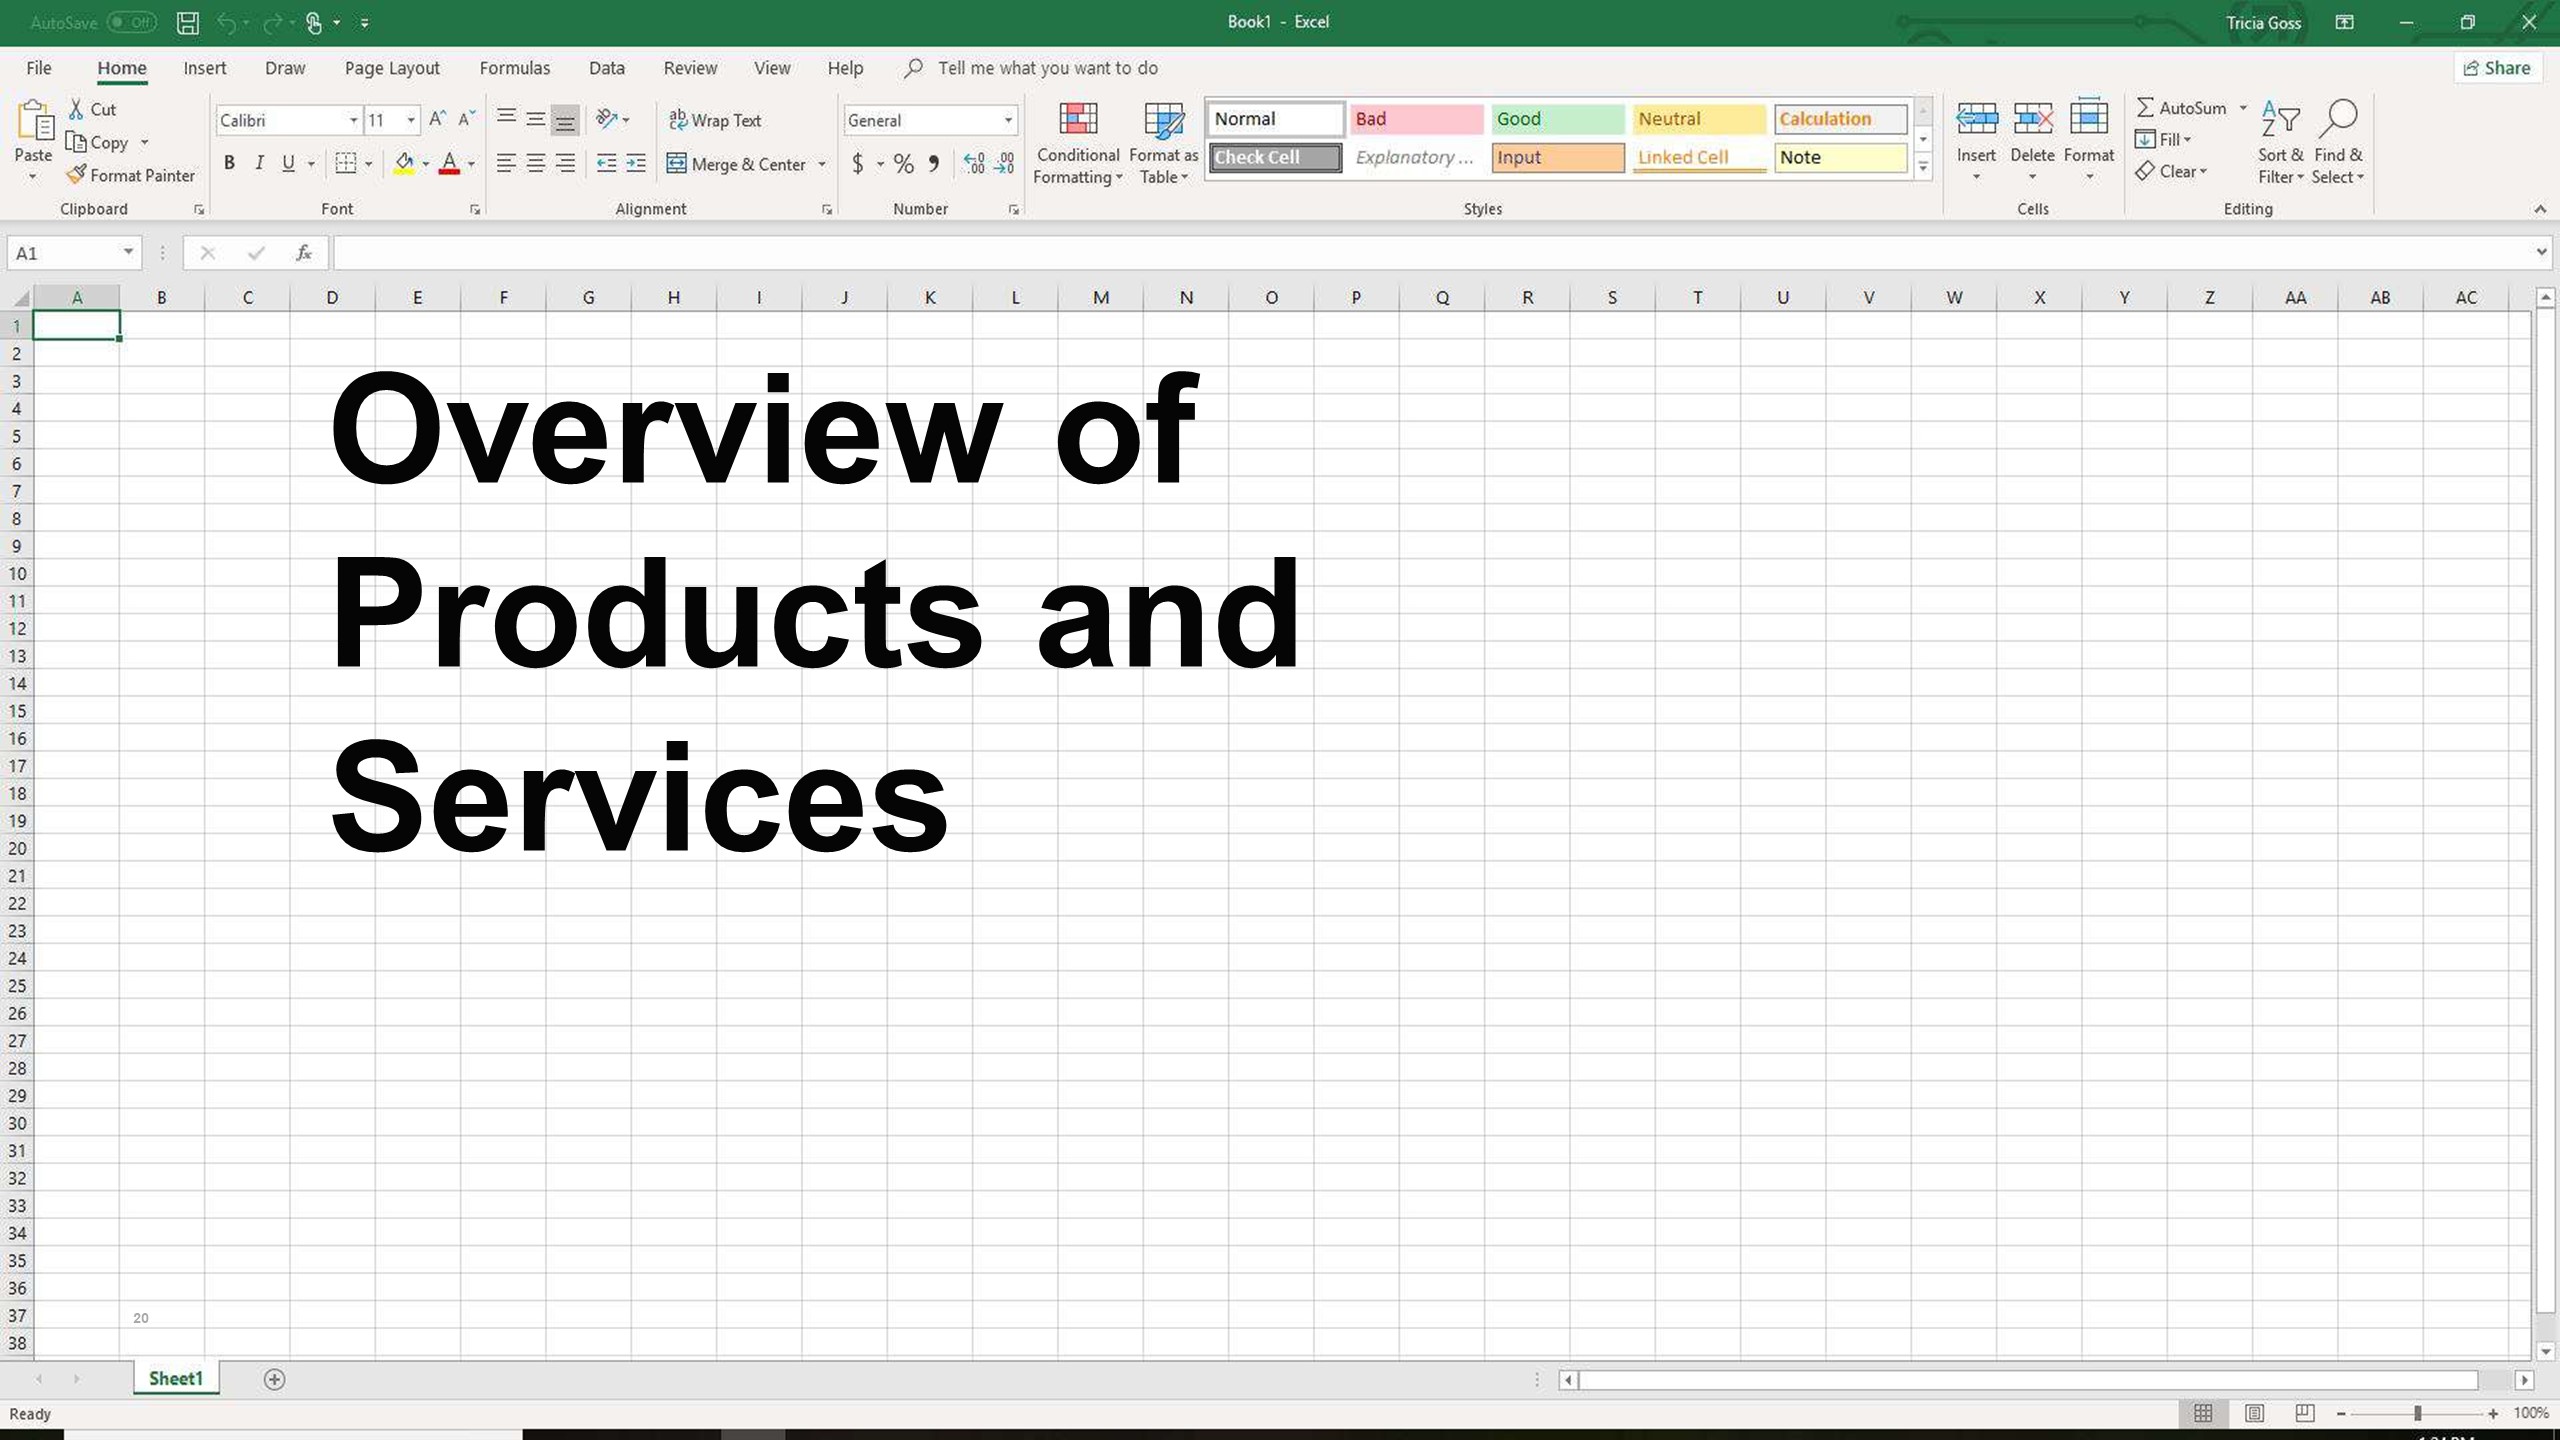 AutoSave Off Book1 - Excel Tricia Goss
File Home Insert Draw Page Layout Formulas Data Review View Help Tell me what you want to do Share
Paste
Cut
Copy
Format Painter
Clipboard
Calibri 11
B I U
Font
Wrap Text
Merge & Center
Alignment
General
$ % ,
Number
Conditional Formatting
Format as Table
Normal Bad Good Neutral Calculation
Check Cell Explanatory ... Input Linked Cell Note
Styles
Insert Delete Format
Cells
AutoSum
Fill
Clear
Sort & Filter
Find & Select
Editing
A1 fx
A B C D E F G H I J K L M N O P Q R S T U V W X Y Z AA AB AC
1
2
3
4
5
6
7
8
9
10
11
12
13
14
15
16
17
18
19
20
21
22
23
24
25
26
27
28
29
30
31
32
33
34
35
36
37
38
Overview of
Products and
Services
20
Sheet1
Ready 100%